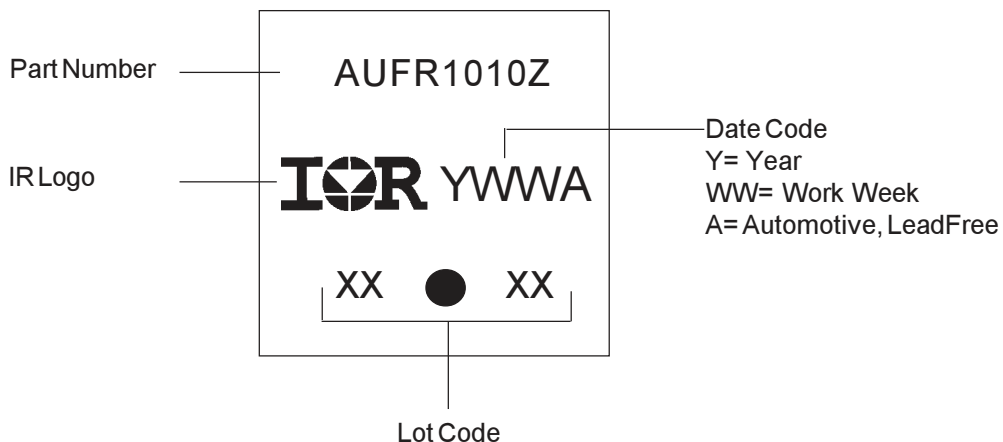 Part Number
AUFR1010Z
IR Logo
IOR YWWA
Date Code
Y= Year
WW= Work Week
A= Automotive, LeadFree
XX XX
Lot Code